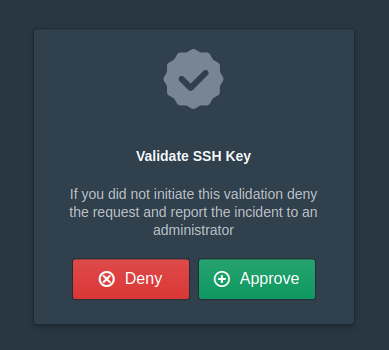 Validate SSH Key
If you did not initiate this validation deny
the request and report the incident to an
administrator
Deny
Approve